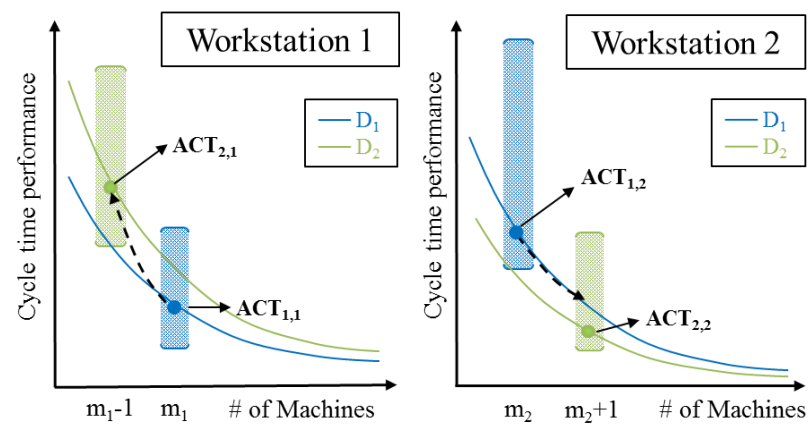 Workstation 1
Cycle time performance
D₁
D₂
ACT₂,₁
ACT₁,₁
m₁-1
m₁
# of Machines
Workstation 2
Cycle time performance
D₁
D₂
ACT₁,₂
ACT₂,₂
m₂
m₂+1
# of Machines